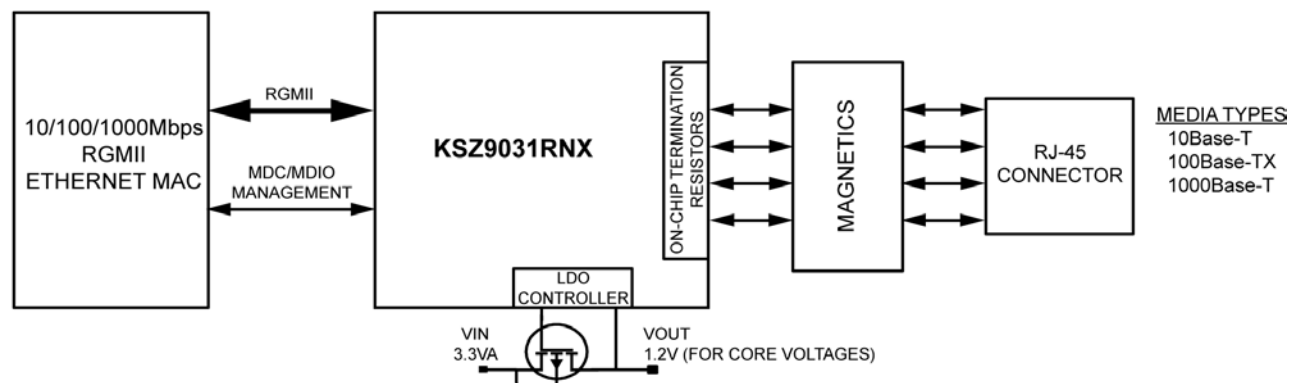 10/100/1000Mbps
RGMII
ETHERNET MAC
RGMII
MDC/MDIO
MANAGEMENT
KSZ9031RNX
ON-CHIP TERMINATION
RESISTORS
LDO
CONTROLLER
VIN
3.3VA
VOUT
1.2V (FOR CORE VOLTAGES)
MAGNETICS
RJ-45
CONNECTOR
MEDIA TYPES
10Base-T
100Base-TX
1000Base-T